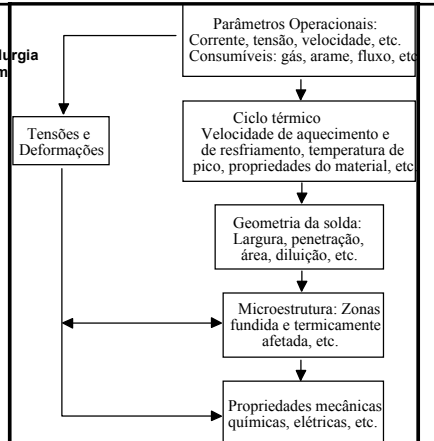 Parâmetros Operacionais:
Corrente, tensão, velocidade, etc.
Consumíveis: gás, arame, fluxo, etc
Tensões e
Deformações
Ciclo térmico
Velocidade de aquecimento e
de resfriamento, temperatura de
pico, propriedades do material, etc
Geometria da solda:
Largura, penetração,
área, diluição, etc.
Microestrutura: Zonas
fundida e termicamente
afetada, etc.
Propriedades mecânicas
químicas, elétricas, etc.